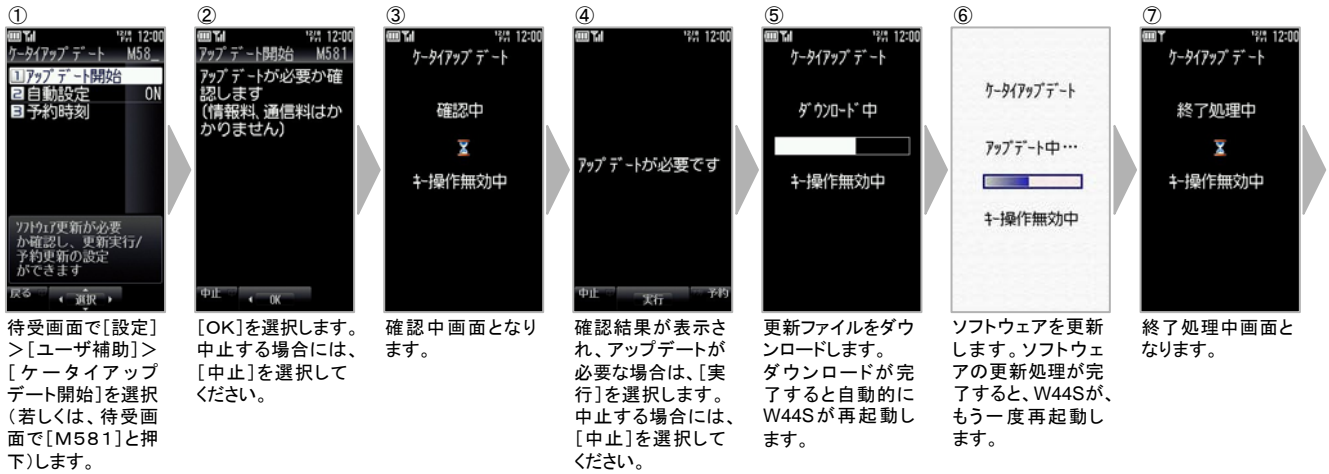 ①
12/1 FRI 12:00
ケータイアップデート M58_
1アップデート開始
2自動設定 ON
3予約時刻
ソフトウェア更新が必要
か確認し、更新実行/
予約更新の設定
ができます
戻る 選択
待受画面で[設定]
>[ユーザ補助]>
[ケータイアップ
デート開始]を選択
(若しくは、待受画
面で[M581]と押
下)します。
②
12/1 FRI 12:00
アップデート開始 M581
アップデートが必要か確
認します
(情報料、通信料はか
かりません)
中止 OK
[OK]を選択します。
中止する場合には、
[中止]を選択して
ください。
③
12/1 FRI 12:00
ケータイアップデート
確認中
キー操作無効中
確認中画面となり
ます。
④
12/1 FRI 12:00
アップデートが必要です
中止 実行 予約
確認結果が表示さ
れ、アップデートが
必要な場合は、[実
行]を選択します。
中止する場合には、
[中止]を選択して
ください。
⑤
12/1 FRI 12:00
ケータイアップデート
ダウンロード中
キー操作無効中
更新ファイルをダウ
ンロードします。
ダウンロードが完
了すると自動的に
W44Sが再起動し
ます。
⑥
ケータイアップデート
アップデート中…
キー操作無効中
ソフトウェアを更新
します。ソフトウェ
アの更新処理が完
了すると、W44Sが、
もう一度再起動し
ます。
⑦
12/1 FRI 12:00
ケータイアップデート
終了処理中
キー操作無効中
終了処理中画面と
なります。